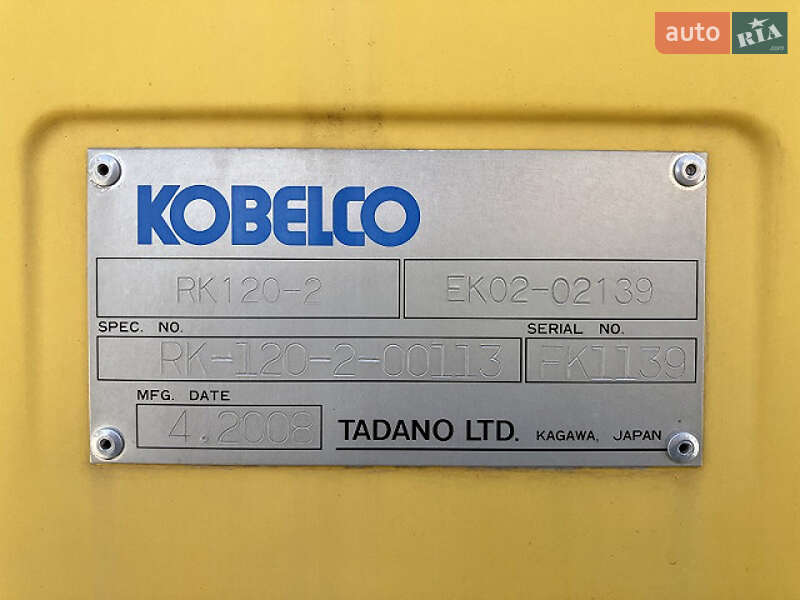 auto RIA.com
KOBELCO
RK120-2 EK02-02139
SPEC. NO. SERIAL NO.
RK-120-2-00113 FK1139
MFG. DATE
4.2008 TADANO LTD. KAGAWA, JAPAN